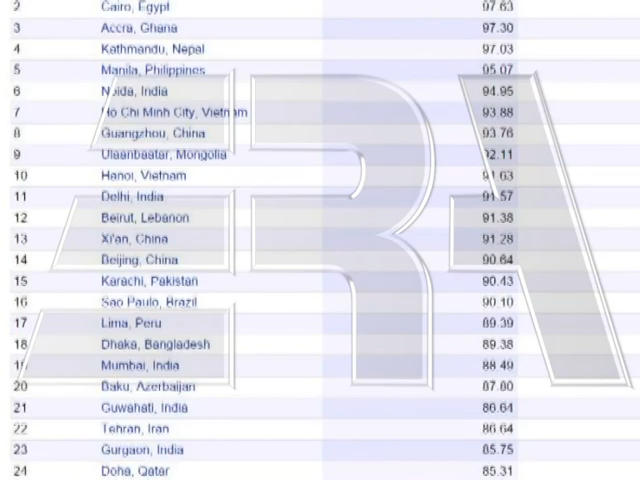 2 Cairo, Egypt 97.63
3 Accra, Ghana 97.30
4 Kathmandu, Nepal 97.03
5 Manila, Philippines 95.07
6 Noida, India 94.95
7 Ho Chi Minh City, Vietnam 93.88
8 Guangzhou, China 93.76
9 Ulaanbaatar, Mongolia 92.11
10 Hanoi, Vietnam 91.63
11 Delhi, India 91.57
12 Beirut, Lebanon 91.38
13 Xi'an, China 91.28
14 Beijing, China 90.64
15 Karachi, Pakistan 90.43
16 Sao Paulo, Brazil 90.10
17 Lima, Peru 89.39
18 Dhaka, Bangladesh 89.38
19 Mumbai, India 88.49
20 Baku, Azerbaijan 87.80
21 Guwahati, India 86.64
22 Tehran, Iran 86.64
23 Gurgaon, India 85.75
24 Doha, Qatar 85.31